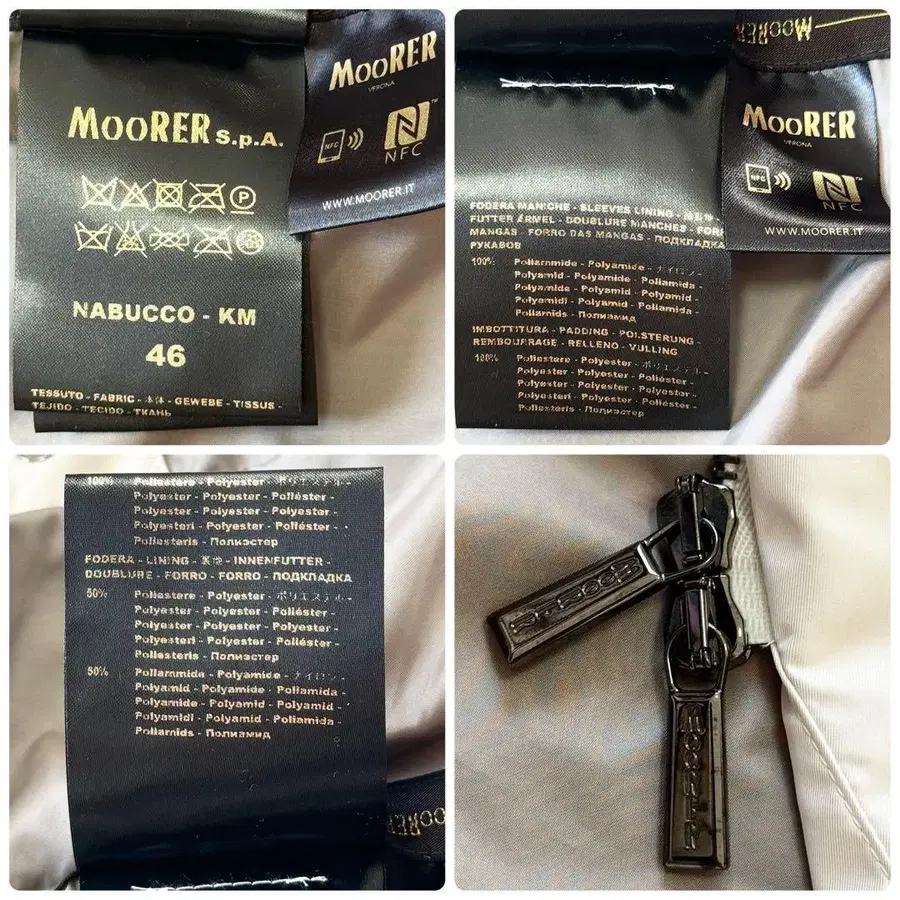 MOORER S.p.A.
P
NABUCCO - KM
46
TESSUTO - FABRIC - 本体 - GEWEBE - TISSUS -
TEJIDO - TECIDO - ТКАНЬ
MOORER
VERONA
NFC
NFC
WWW.MOORER.IT
MOORER
MOORER
VERONA
NFC
NFC
WWW.MOORER.IT
FODERA MANICHE - SLEEVES LINING -
FUTTER ÄRMEL - DOUBLURE MANCHES - FOR
MANGAS - FORRO DAS MANGAS - ПОДКЛАДКА
РУКАВОВ
100% Poliammide - Polyamide - ナイロン -
Polyamid - Polyamide - Poliamida -
Polyamide - Polyamid - Polyamid -
Polyamidi - Polyamid - Poliamida -
Poliamids - Полиамид
IMBOTTITURA - PADDING - POLSTERUNG -
REMBOURRAGE - RELLENO - VULLING
100% Poliestere - Polyester - ポリエステル -
Polyester - Polyester - Poliéster -
Polyester - Polyester - Polyester -
Polyesteri - Polyester - Poliéster -
Poliesteris - Полиэстер
100% Poliestere - Polyester - ポリエステル -
Polyester - Polyester - Poliéster -
Polyester - Polyester - Polyester -
Polyesteri - Polyester - Poliéster -
Poliesteris - Полиэстер
FODERA - LINING - 裏地 - INNENFUTTER -
DOUBLURE - FORRO - FORRO - ПОДКЛАДКА
50% Poliestere - Polyester - ポリエステル -
Polyester - Polyester - Poliéster -
Polyester - Polyester - Polyester -
Polyesteri - Polyester - Poliéster -
Poliesteris - Полиэстер
50% Poliammide - Polyamide - ナイロン -
Polyamid - Polyamide - Poliamida -
Polyamide - Polyamid - Polyamid -
Polyamidi - Polyamid - Poliamida -
Poliamids - Полиамид
MOORER
MOORER
MOORER